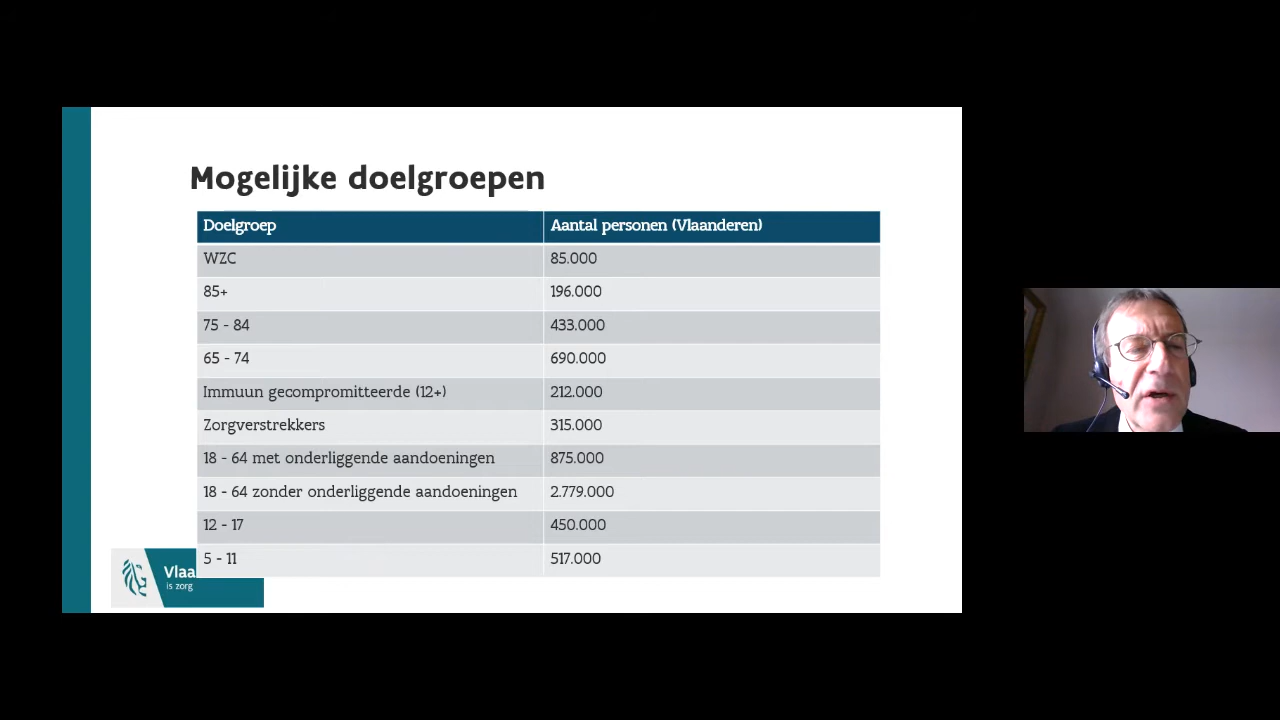 Mogelijke doelgroepen
Doelgroep Aantal personen (Vlaanderen)
WZC 85.000
85+ 196.000
75 - 84 433.000
65 - 74 690.000
Immuun gecompromitteerde (12+) 212.000
Zorgverstrekkers 315.000
18 - 64 met onderliggende aandoeningen 875.000
18 - 64 zonder onderliggende aandoeningen 2.779.000
12 - 17 450.000
5 - 11 517.000
Vlaa
is zorg